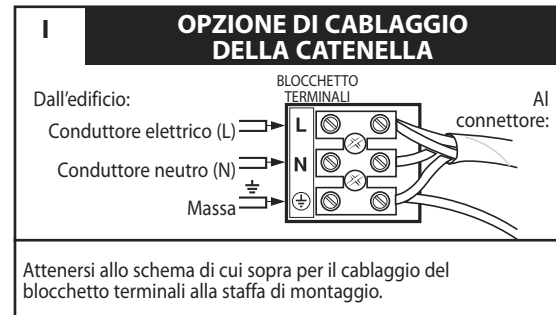 I
OPZIONE DI CABLAGGIO
DELLA CATENELLA
BLOCCHETTO
TERMINALI
Dall'edificio:
Al
connettore:
Conduttore elettrico (L)
L
Conduttore neutro (N)
N
Massa
Attenersi allo schema di cui sopra per il cablaggio del
blocchetto terminali alla staffa di montaggio.